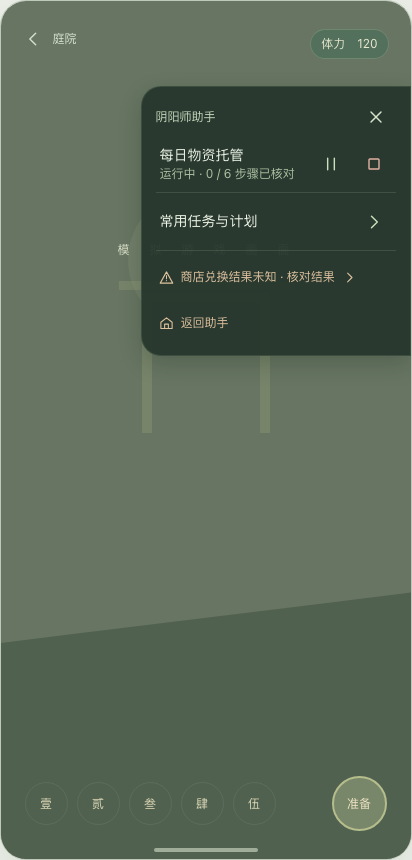 庭院
体力 120
阴阳师助手
每日物资托管
运行中 · 0 / 6 步骤已核对
常用任务与计划
模
商店兑换结果未知 · 核对结果
返回助手
壹 贰 叁 肆 伍 准备